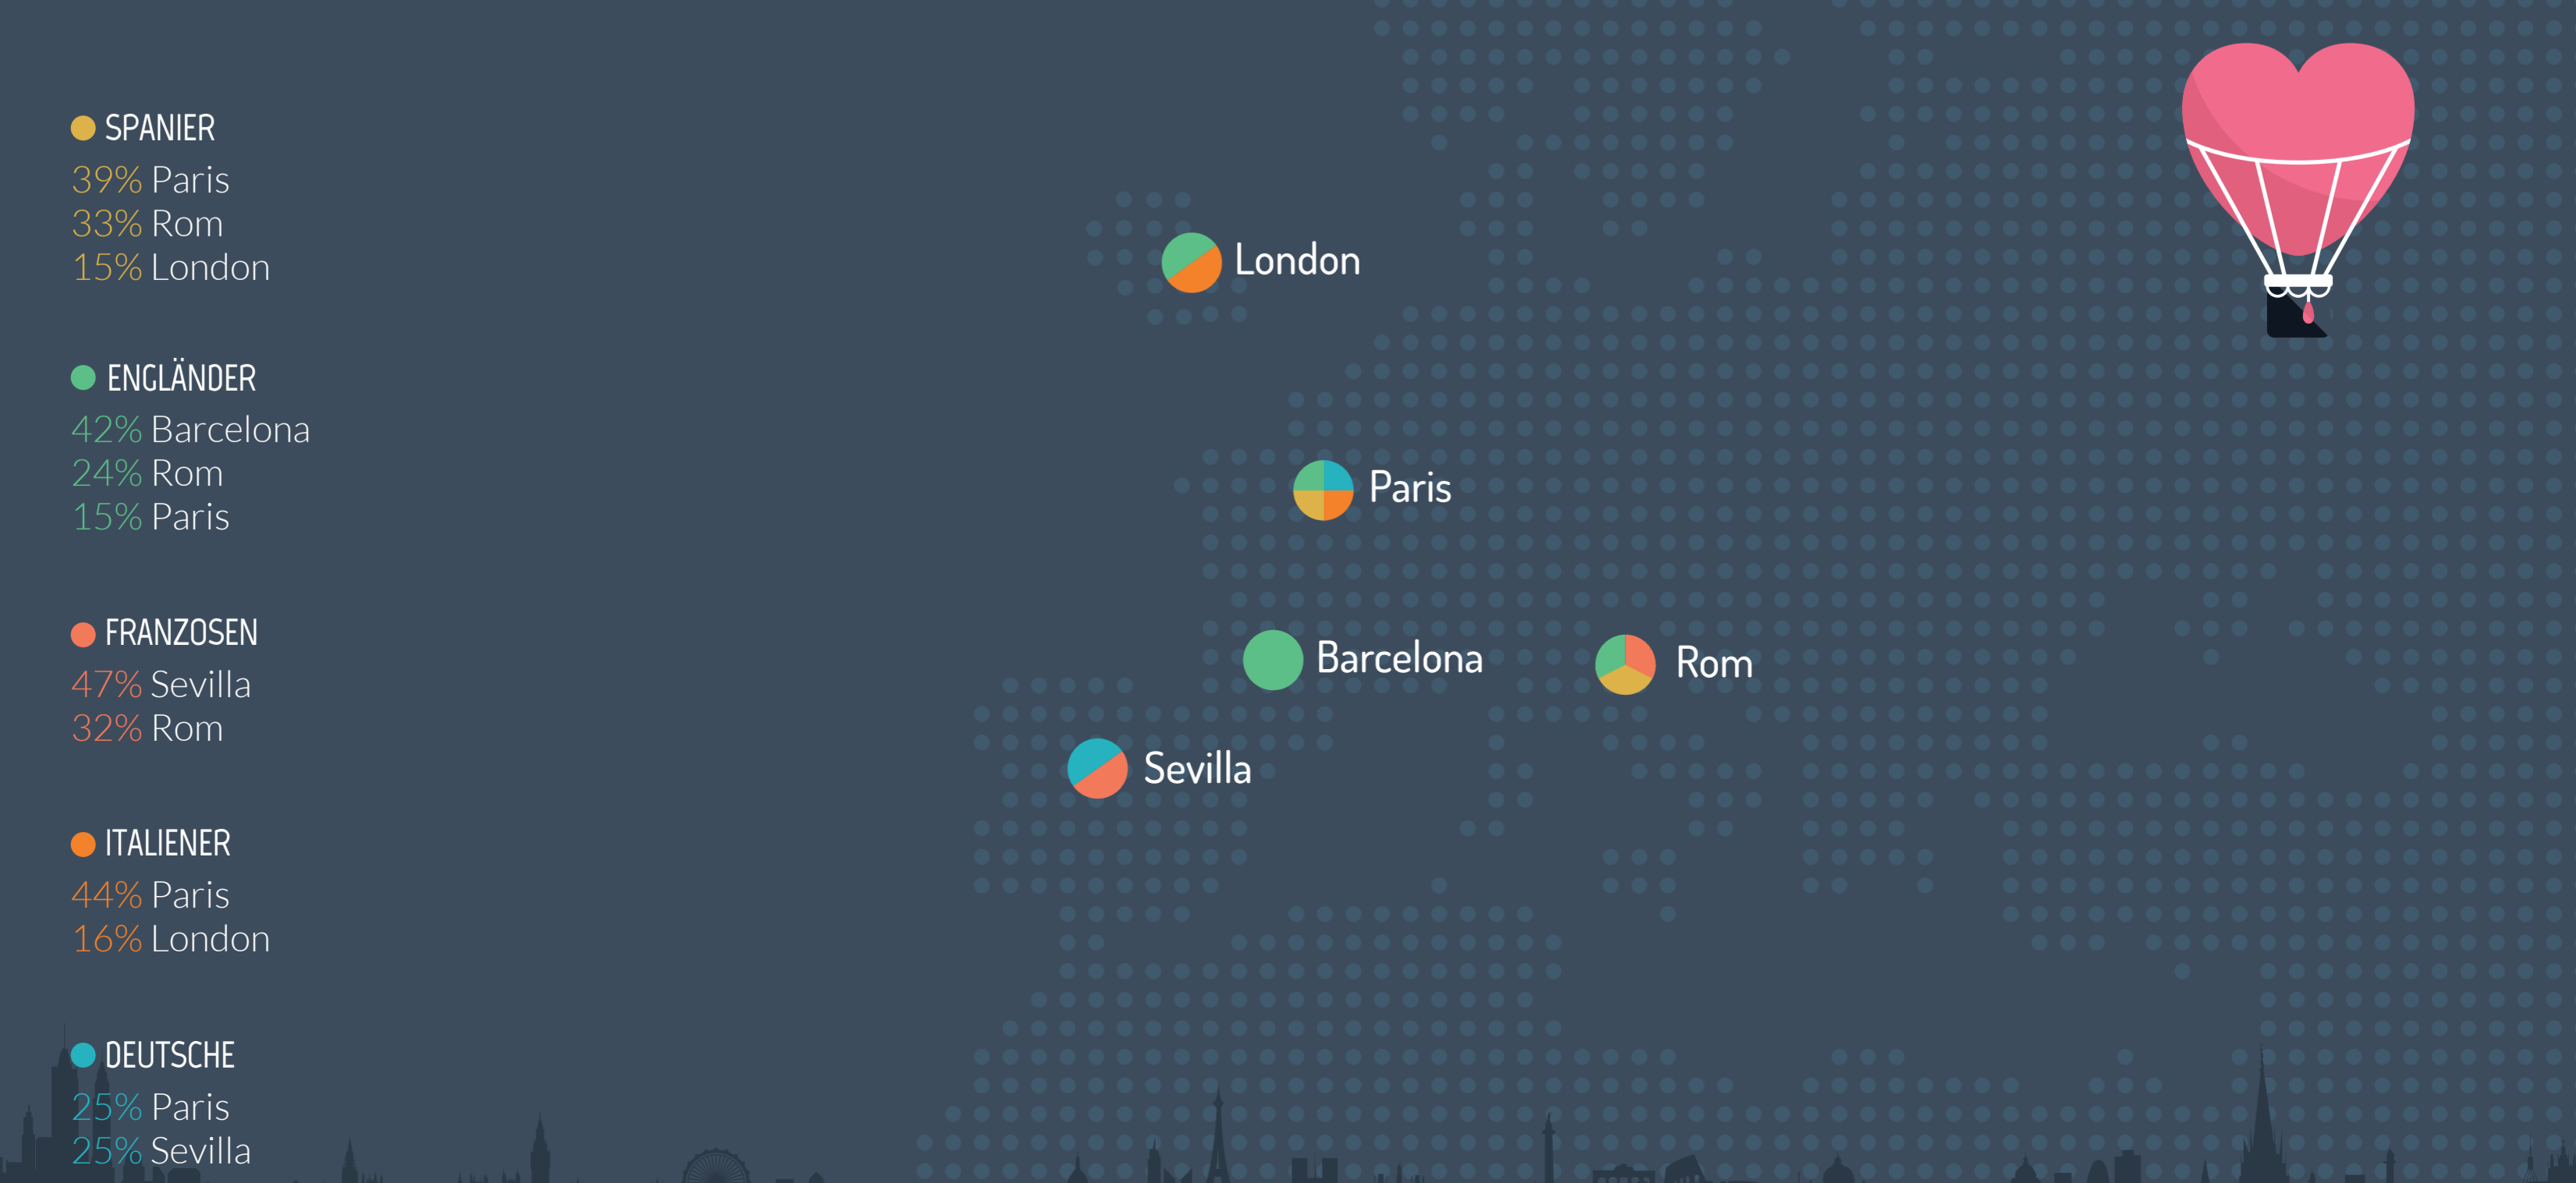 SPANIER
39% Paris
33% Rom
15% London
ENGLÄNDER
42% Barcelona
24% Rom
15% Paris
FRANZOSEN
47% Sevilla
32% Rom
ITALIENER
44% Paris
16% London
DEUTSCHE
25% Paris
25% Sevilla
London
Paris
Barcelona
Rom
Sevilla